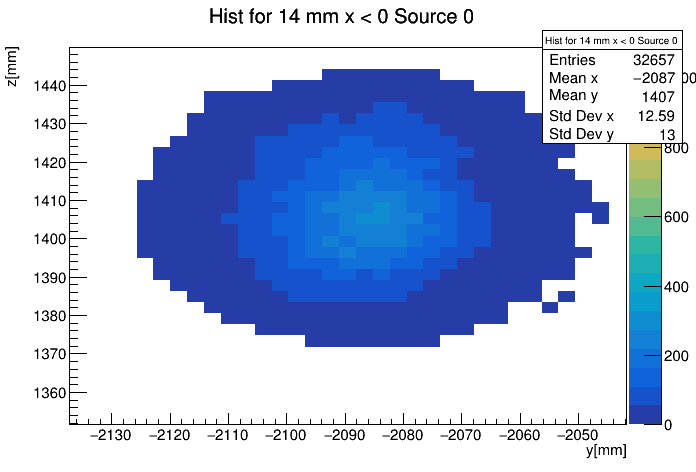 Hist for 14 mm x < 0 Source 0
z[mm]
Hist for 14 mm x < 0 Source 0
Entries 32657
Mean x −2087
Mean y 1407
Std Dev x 12.59
Std Dev y 13
1440
1430
1420
1410
1400
1390
1380
1370
1360
800
600
400
200
0
−2130 −2120 −2110 −2100 −2090 −2080 −2070 −2060 −2050
y[mm]